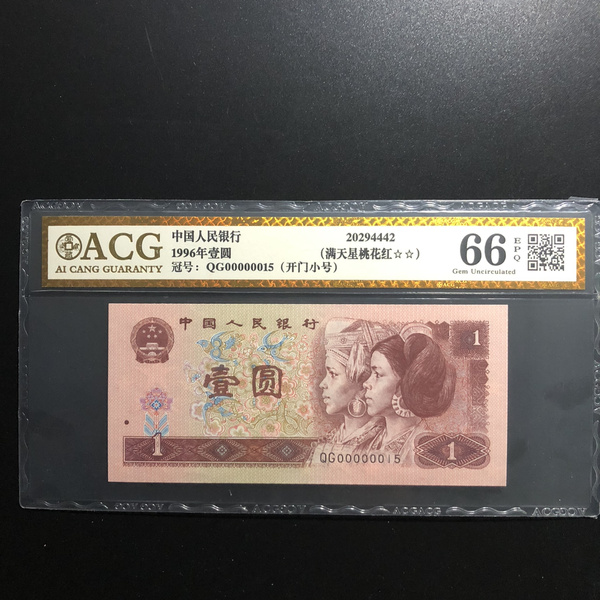 ACG
AI CANG GUARANTY
中国人民银行
1996年壹圆
冠号：QG00000015（开门小号）
20294442
（满天星桃花红☆☆）
66
EPQ
Gem Uncirculated
中国人民银行
壹圆
1
1
1
QG00000015